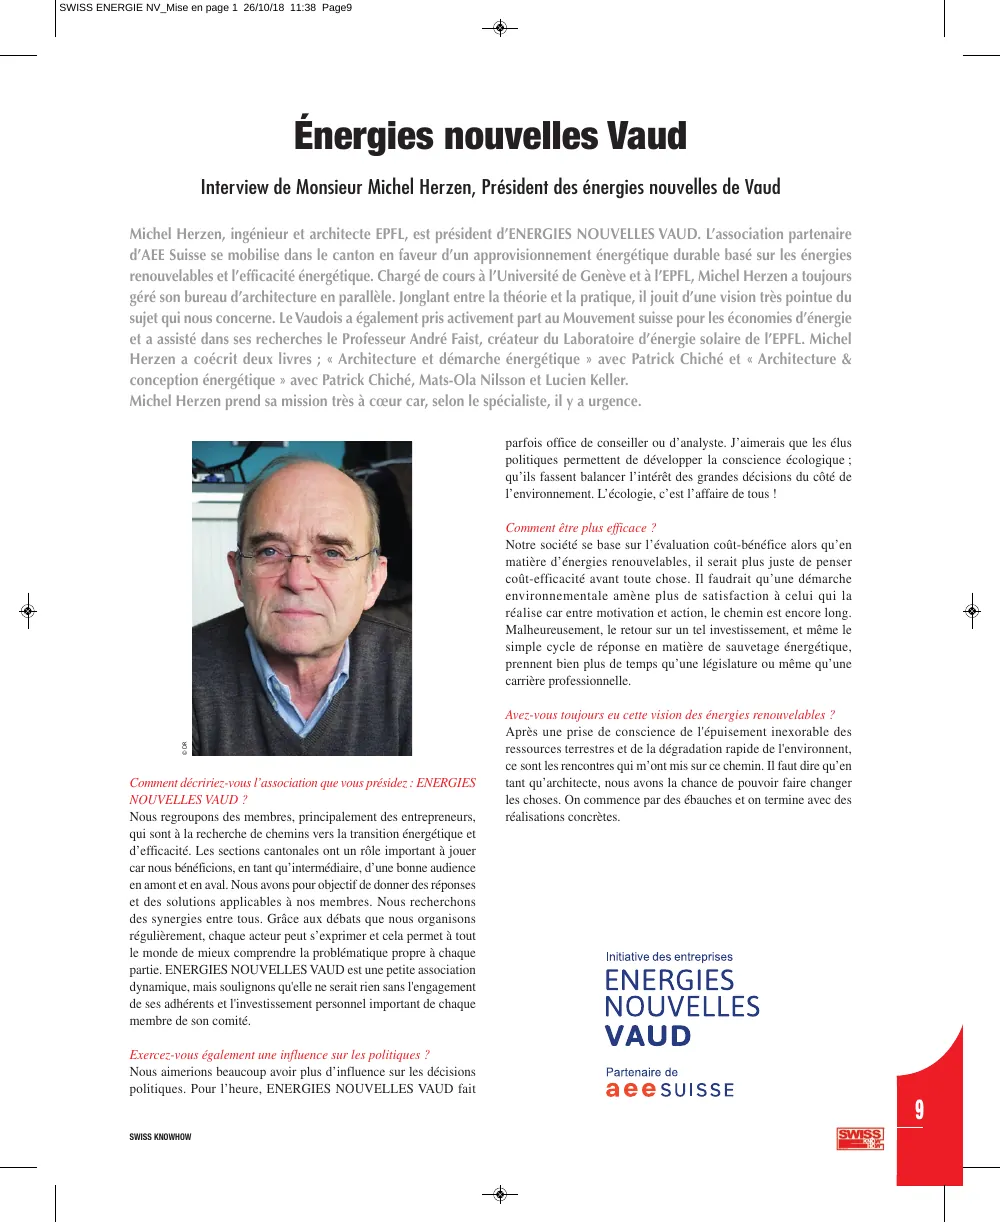 SWISS ENERGIE NV_Mise en page 1 26/10/18 11:38 Page9
Énergies nouvelles Vaud
Interview de Monsieur Michel Herzen, Président des énergies nouvelles de Vaud
Michel Herzen, ingénieur et architecte EPFL, est président d’ENERGIES NOUVELLES VAUD. L’association partenaire
d’AEE Suisse se mobilise dans le canton en faveur d’un approvisionnement énergétique durable basé sur les énergies
renouvelables et l’efficacité énergétique. Chargé de cours à l’Université de Genève et à l’EPFL, Michel Herzen a toujours
géré son bureau d’architecture en parallèle. Jonglant entre la théorie et la pratique, il jouit d’une vision très pointue du
sujet qui nous concerne. Le Vaudois a également pris activement part au Mouvement suisse pour les économies d’énergie
et a assisté dans ses recherches le Professeur André Faist, créateur du Laboratoire d’énergie solaire de l’EPFL. Michel
Herzen a coécrit deux livres ; « Architecture et démarche énergétique » avec Patrick Chiché et « Architecture &
conception énergétique » avec Patrick Chiché, Mats-Ola Nilsson et Lucien Keller.
Michel Herzen prend sa mission très à cœur car, selon le spécialiste, il y a urgence.
© DR
Comment décririez-vous l’association que vous présidez : ENERGIES
NOUVELLES VAUD ?
Nous regroupons des membres, principalement des entrepreneurs,
qui sont à la recherche de chemins vers la transition énergétique et
d’efficacité. Les sections cantonales ont un rôle important à jouer
car nous bénéficions, en tant qu’intermédiaire, d’une bonne audience
en amont et en aval. Nous avons pour objectif de donner des réponses
et des solutions applicables à nos membres. Nous recherchons
des synergies entre tous. Grâce aux débats que nous organisons
régulièrement, chaque acteur peut s’exprimer et cela permet à tout
le monde de mieux comprendre la problématique propre à chaque
partie. ENERGIES NOUVELLES VAUD est une petite association
dynamique, mais soulignons qu'elle ne serait rien sans l'engagement
de ses adhérents et l'investissement personnel important de chaque
membre de son comité.
Exercez-vous également une influence sur les politiques ?
Nous aimerions beaucoup avoir plus d’influence sur les décisions
politiques. Pour l’heure, ENERGIES NOUVELLES VAUD fait
parfois office de conseiller ou d’analyste. J’aimerais que les élus
politiques permettent de développer la conscience écologique ;
qu’ils fassent balancer l’intérêt des grandes décisions du côté de
l’environnement. L’écologie, c’est l’affaire de tous !
Comment être plus efficace ?
Notre société se base sur l’évaluation coût-bénéfice alors qu’en
matière d’énergies renouvelables, il serait plus juste de penser
coût-efficacité avant toute chose. Il faudrait qu’une démarche
environnementale amène plus de satisfaction à celui qui la
réalise car entre motivation et action, le chemin est encore long.
Malheureusement, le retour sur un tel investissement, et même le
simple cycle de réponse en matière de sauvetage énergétique,
prennent bien plus de temps qu’une législature ou même qu’une
carrière professionnelle.
Avez-vous toujours eu cette vision des énergies renouvelables ?
Après une prise de conscience de l'épuisement inexorable des
ressources terrestres et de la dégradation rapide de l'environnent,
ce sont les rencontres qui m’ont mis sur ce chemin. Il faut dire qu’en
tant qu’architecte, nous avons la chance de pouvoir faire changer
les choses. On commence par des ébauches et on termine avec des
réalisations concrètes.
Initiative des entreprises
ENERGIES
NOUVELLES
VAUD
Partenaire de
aee SUISSE
9
SWISS KNOWHOW
SWISS